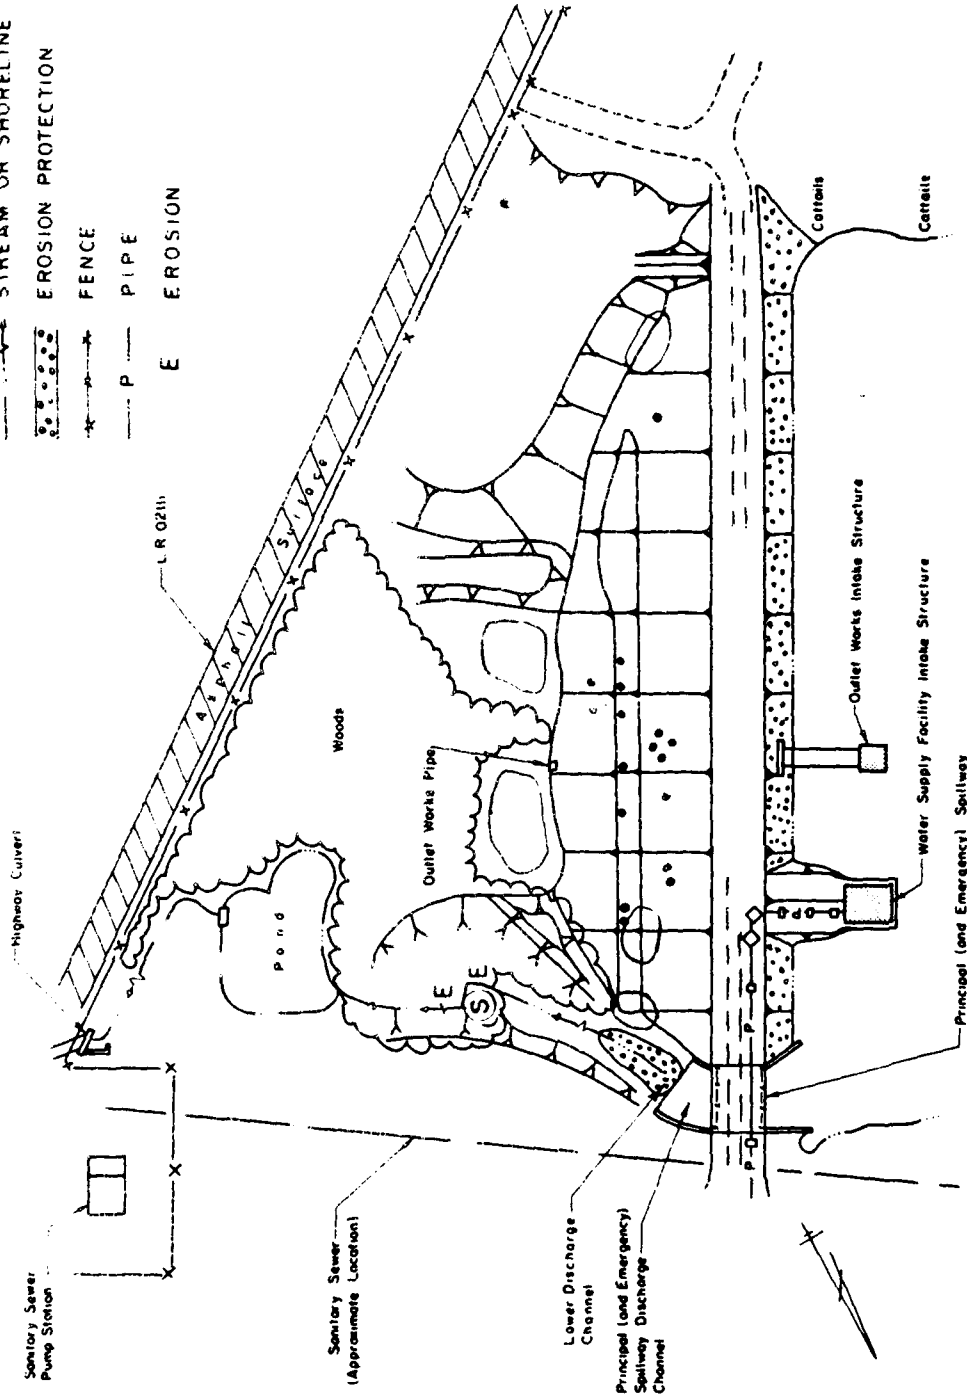 STREAM OR SHORELINE
EROSION PROTECTION
FENCE
P PIPE
E EROSION
Highway Culvert
L.R. 02111
Asphalt Surface
Woods
Pond
Outlet Works Pipe
E
E
S
Sanitary Sewer
Pump Station
Sanitary Sewer
(Approximate Location)
Lower Discharge
Channel
Principal (and Emergency)
Spillway Discharge
Channel
P
P
P
Cattails
Cattails
Outlet Works Intake Structure
Water Supply Facility Intake Structure
Principal (and Emergency) Spillway